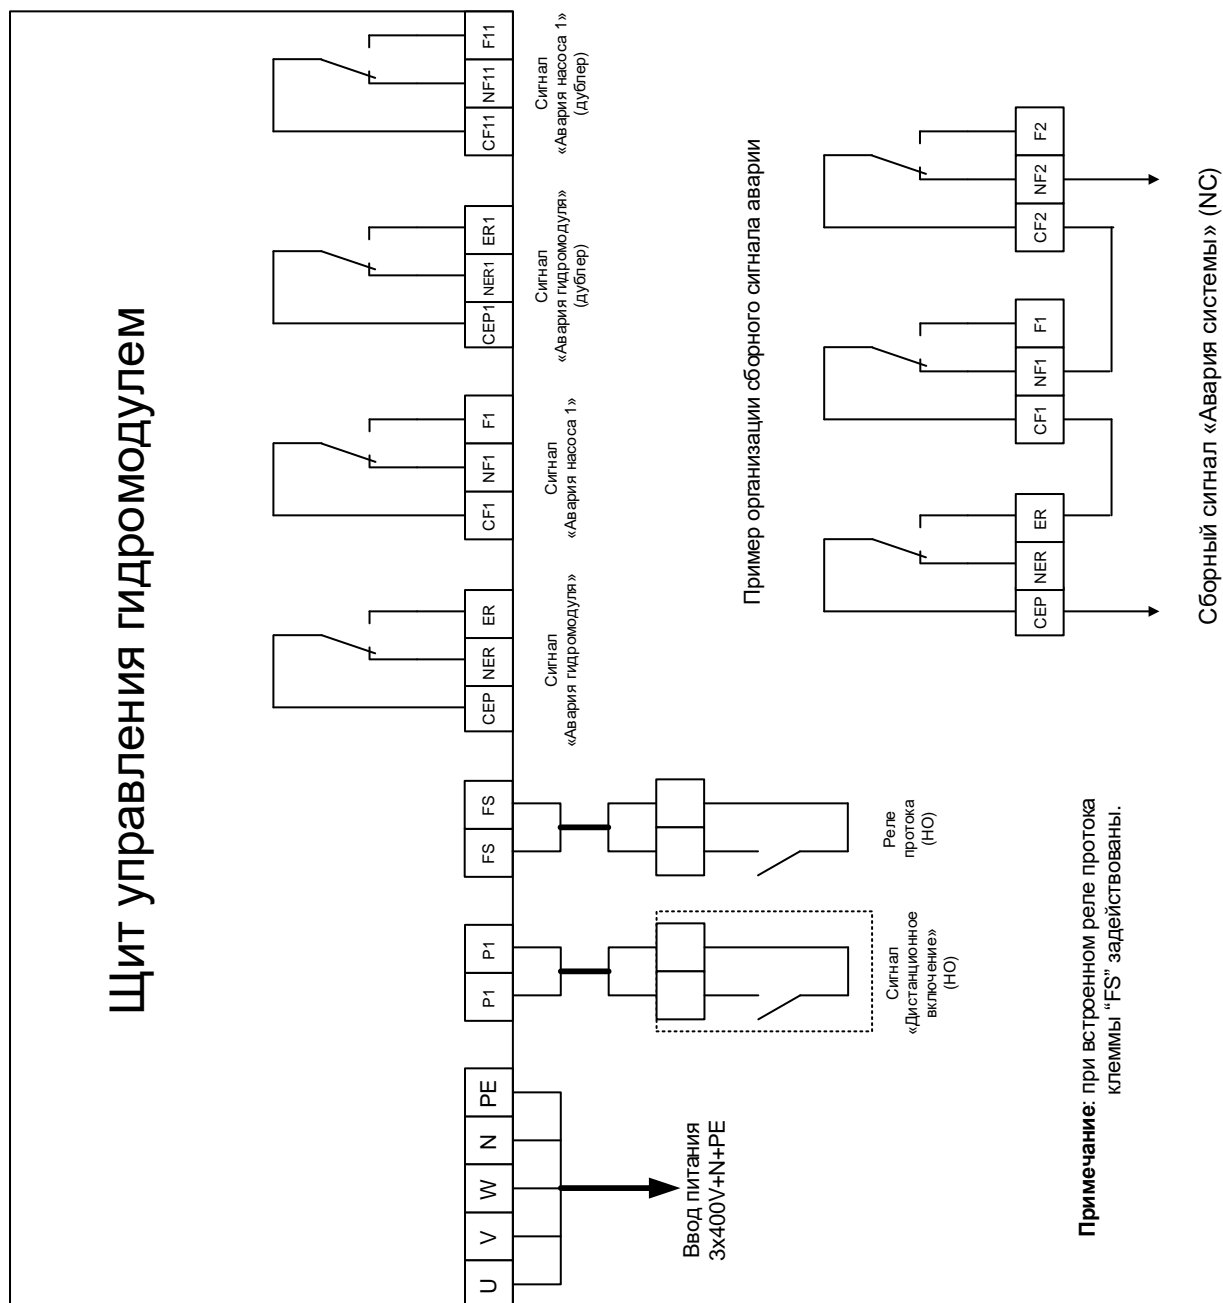 Щит управления гидромодулем
U
V
W
N
PE
P1
P1
FS
FS
CEP
NER
ER
CF1
NF1
F1
CEP1
NER1
ER1
CF11
NF11
F11
Ввод питания
3x400V+N+PE
Сигнал
«Дистанционное
включение»
(НО)
Реле
протока
(НО)
Сигнал
«Авария гидромодуля»
Сигнал
«Авария насоса 1»
Сигнал
«Авария гидромодуля»
(дублер)
Сигнал
«Авария насоса 1»
(дублер)
Пример организации сборного сигнала аварии
CEP
NER
ER
CF1
NF1
F1
CF2
NF2
F2
Сборный сигнал «Авария системы» (NC)
Примечание: при встроенном реле протока
клеммы “FS” задействованы.